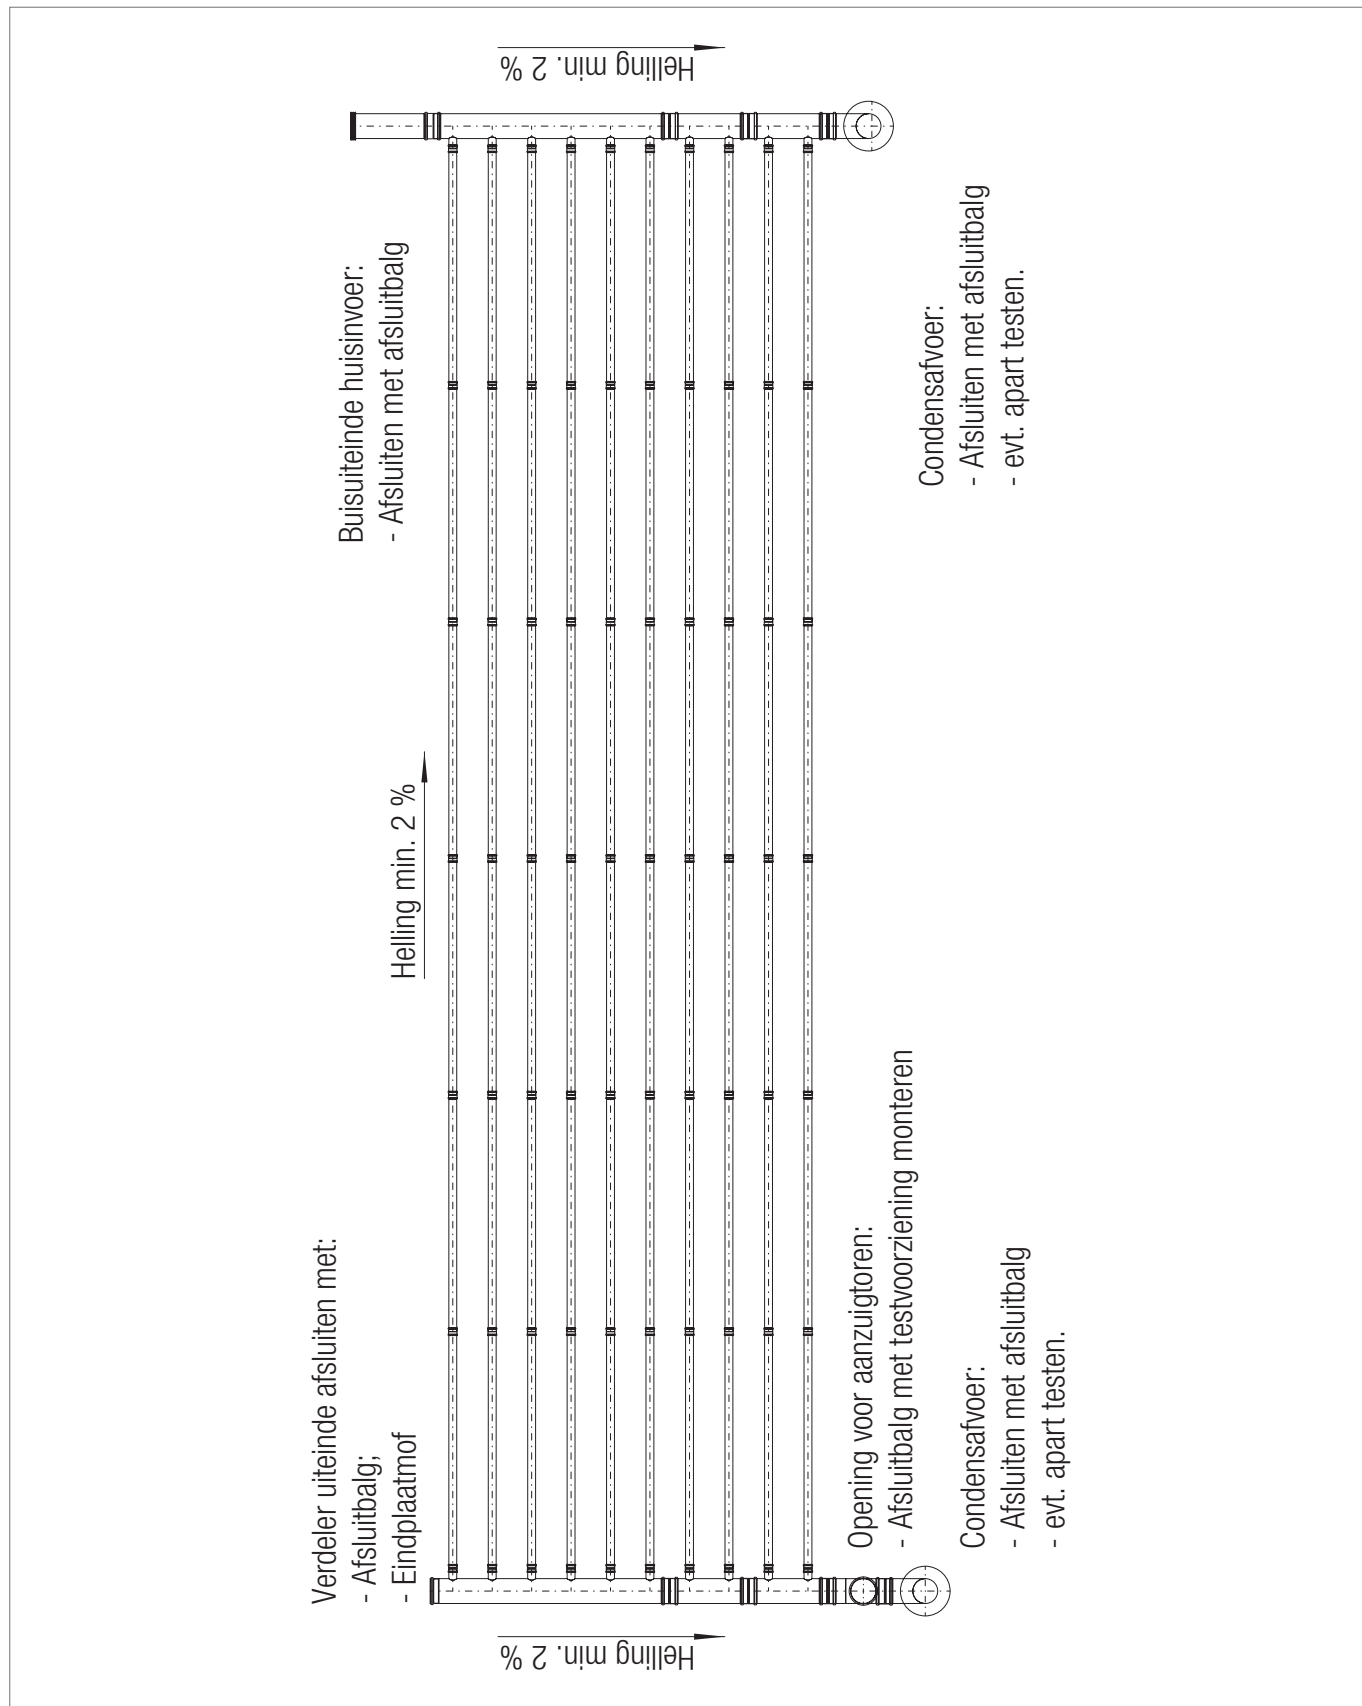 Helling min. 2 %
Buisuiteinde huisinvoer:
- Afsluiten met afsluitbalg
Condensafvoer:
- Afsluiten met afsluitbalg
- evt. apart testen.
Helling min. 2 %
Verdeler uiteinde afsluiten met:
- Afsluitbalg;
- Eindplaatmof
Opening voor aanzuigtoren:
- Afsluitbalg met testvoorziening monteren
Condensafvoer:
- Afsluiten met afsluitbalg
- evt. apart testen.
Helling min. 2 %